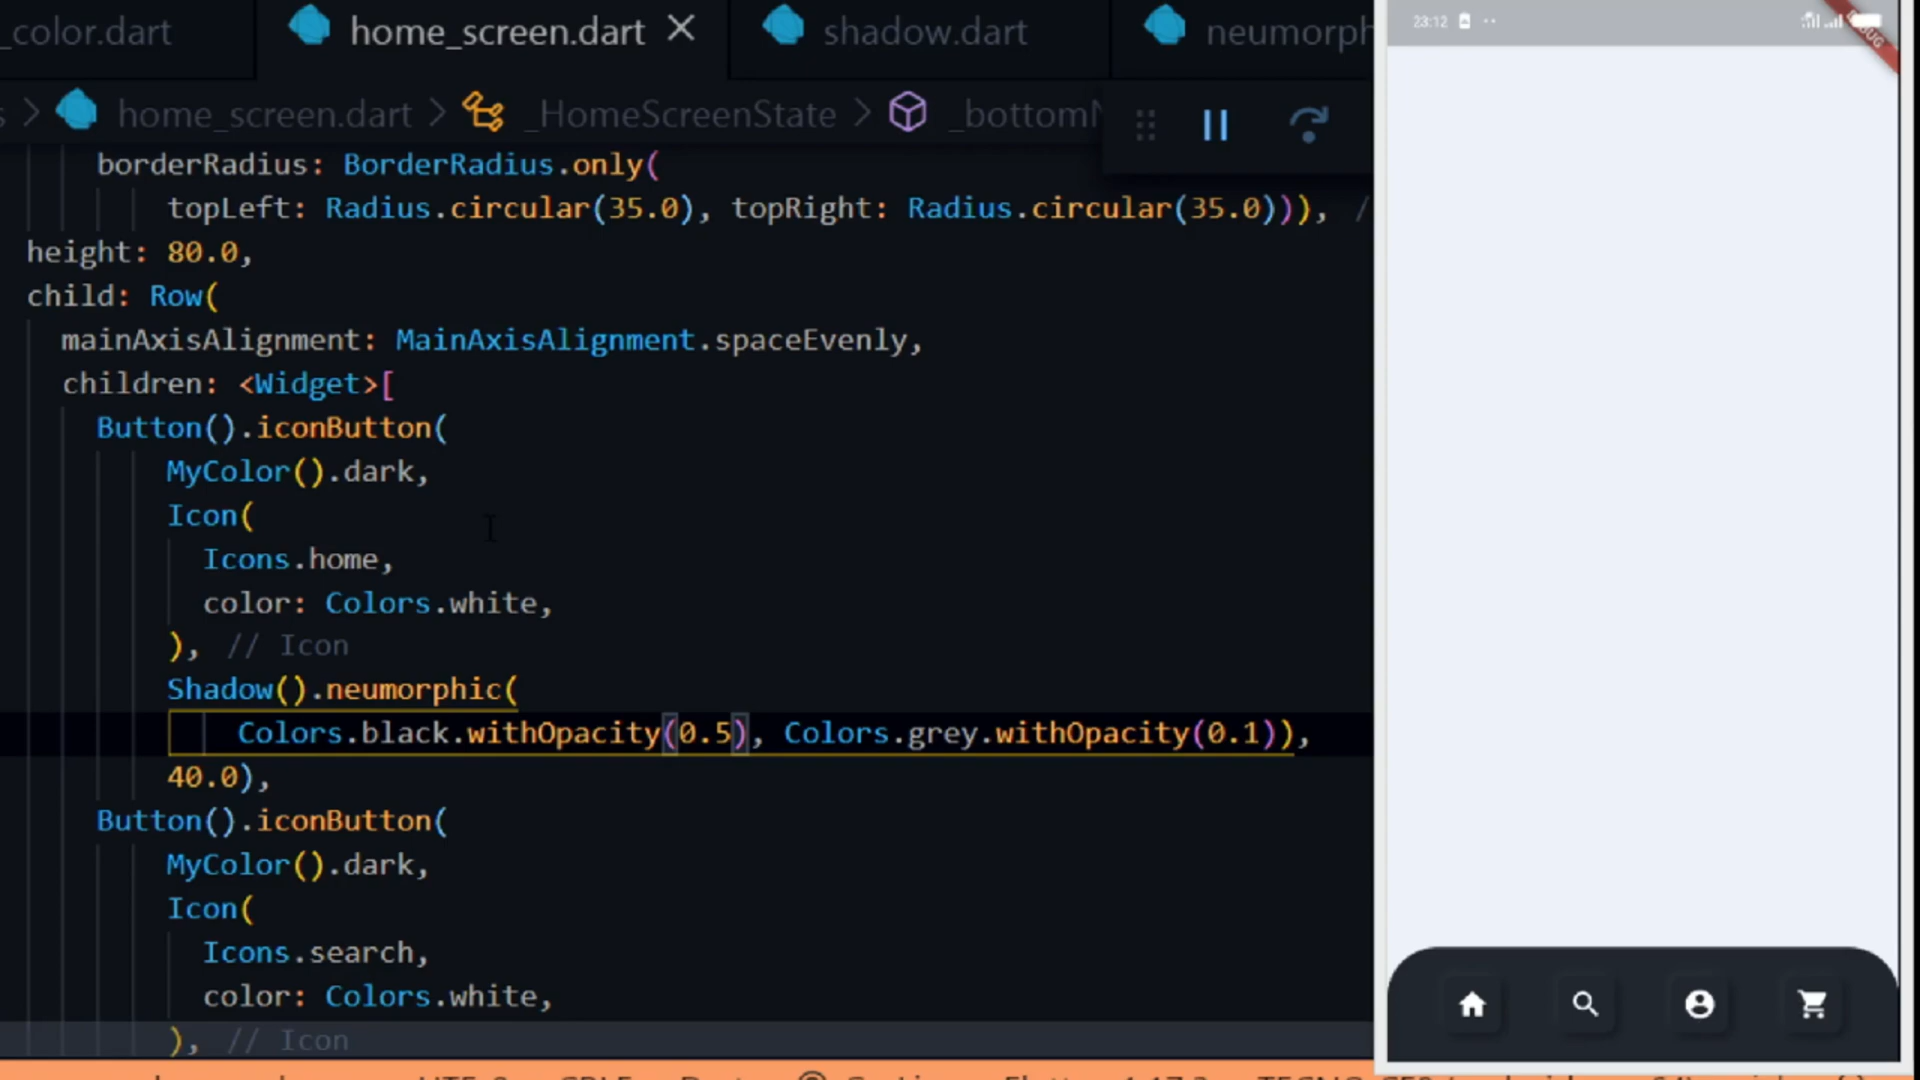 _color.dart
home_screen.dart
shadow.dart
neumorph
s > home_screen.dart > _HomeScreenState >
borderRadius: BorderRadius.only(
topLeft: Radius.circular(35.0), topRight: Radius.circular(35.0))), /
height: 80.0,
child: Row(
mainAxisAlignment: MainAxisAlignment.spaceEvenly,
children: <Widget>[
Button().iconButton(
MyColor().dark,
Icon(
Icons.home,
color: Colors.white,
), // Icon
Shadow().neumorphic(
Colors.black.withOpacity(0.5), Colors.grey.withOpacity(0.1)),
40.0),
Button().iconButton(
MyColor().dark,
Icon(
Icons.search,
color: Colors.white,
), // Icon
23:12